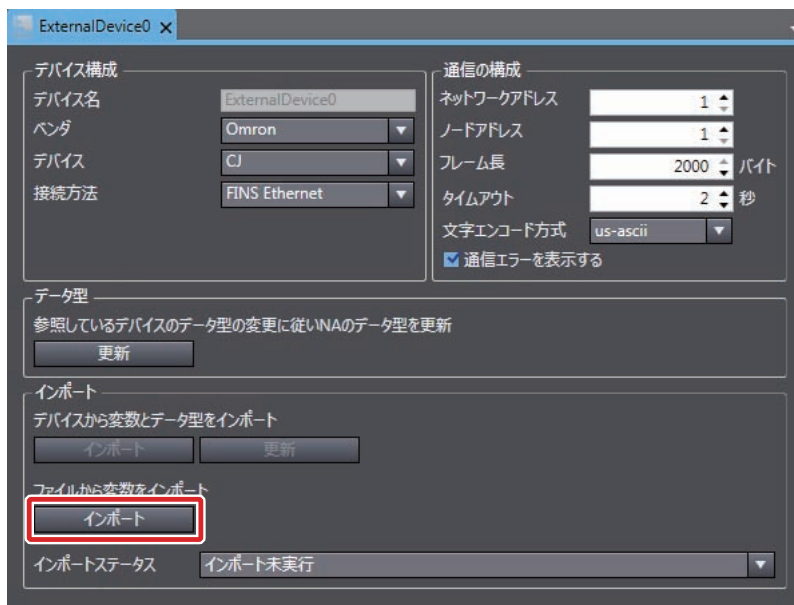 ExternalDevice0
デバイス構成
デバイス名 ExternalDevice0
ベンダ Omron
デバイス CJ
接続方法 FINS Ethernet
通信の構成
ネットワークアドレス 1
ノードアドレス 1
フレーム長 2000 バイト
タイムアウト 2 秒
文字エンコード方式 us-ascii
通信エラーを表示する
データ型
参照しているデバイスのデータ型の変更に従いNAのデータ型を更新
更新
インポート
デバイスから変数とデータ型をインポート
インポート 更新
ファイルから変数をインポート
インポート
インポートステータス インポート未実行